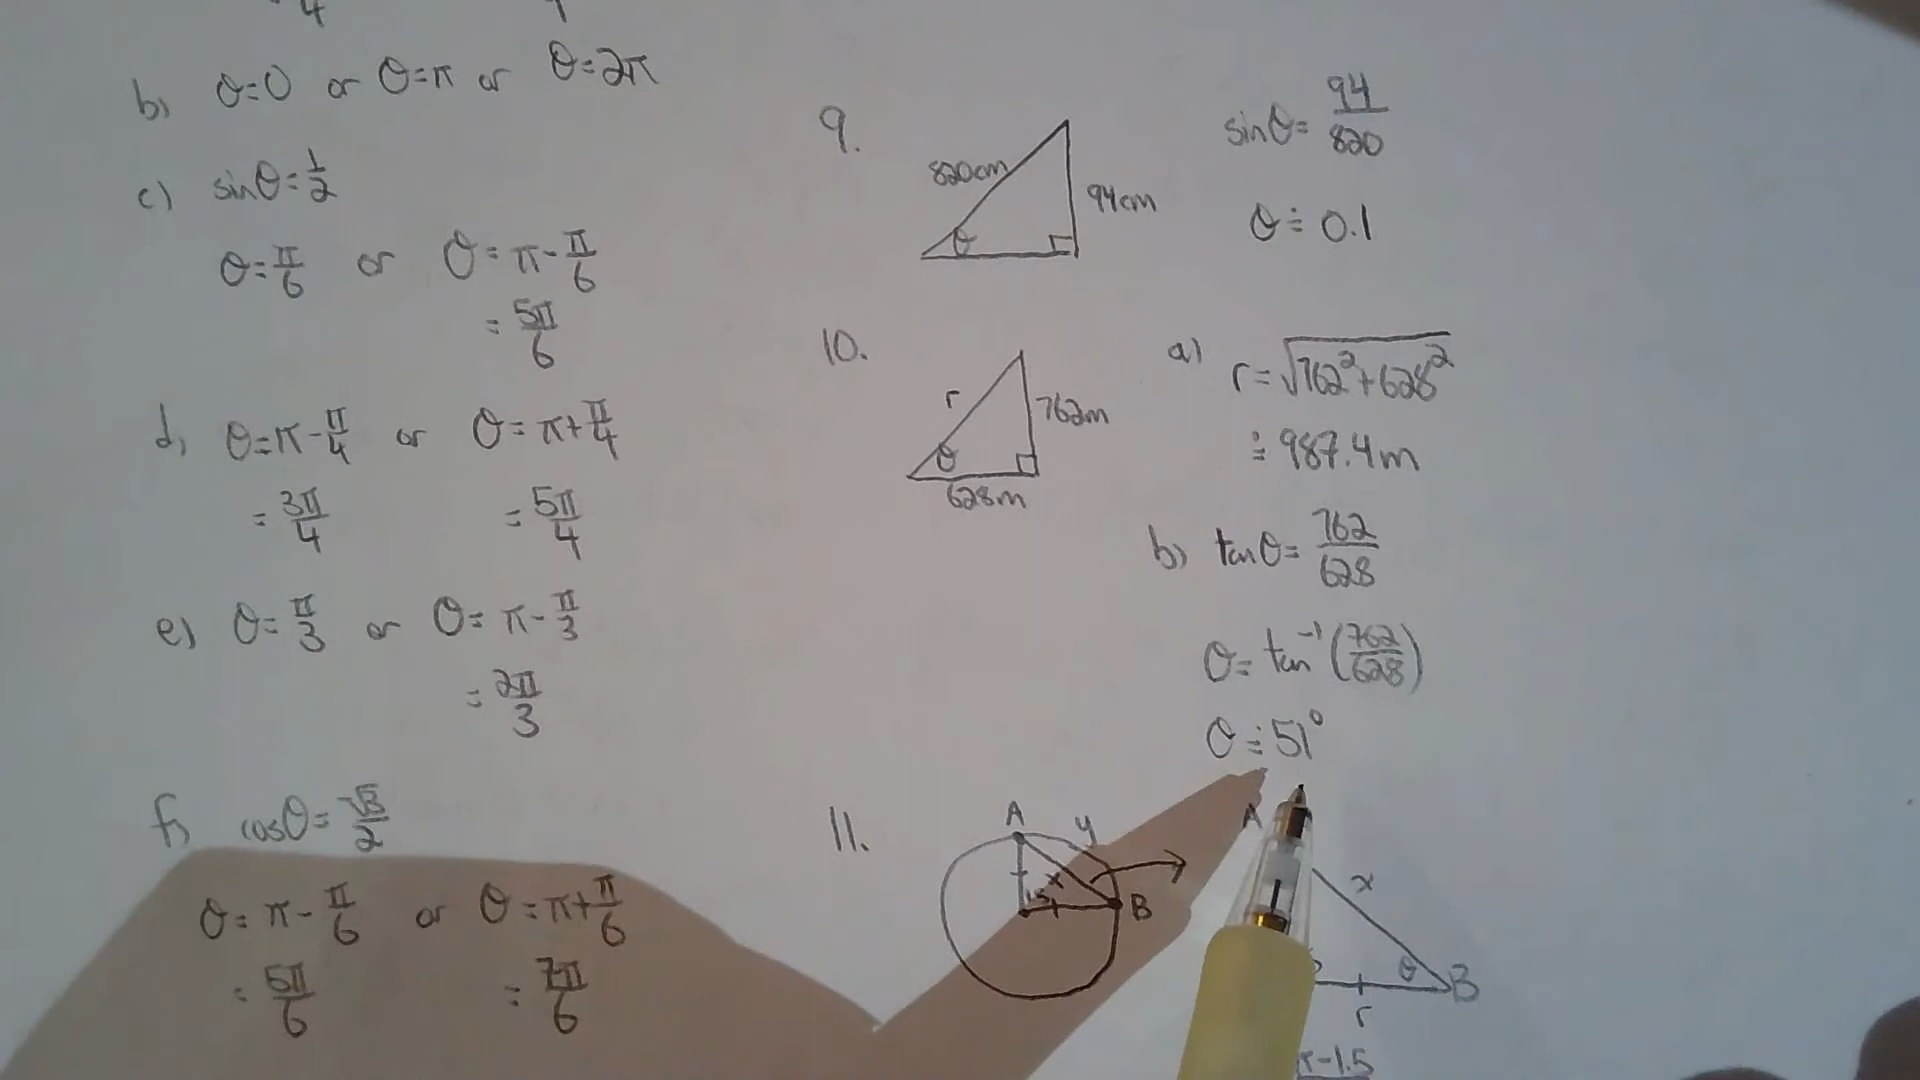 4
b) θ=0 or θ=π or θ=2π
c) sinθ=1/2
θ=π/6 or θ=π-π/6
=5π/6
d) θ=π-π/4 or θ=π+π/4
=3π/4 =5π/4
e) θ=π/3 or θ=π-π/3
=2π/3
f) cosθ=√3/2
θ=π-π/6 or θ=π+π/6
=5π/6 =7π/6
9.
820cm
94cm
θ
sinθ=94/820
θ≐0.1
10.
r
762m
θ
628m
a) r=√762²+628²
≐987.4m
b) tanθ=762/628
θ=tan⁻¹(762/628)
θ≐51°
11.
A
y
x
B
A
x
θ B
r
π-1.5